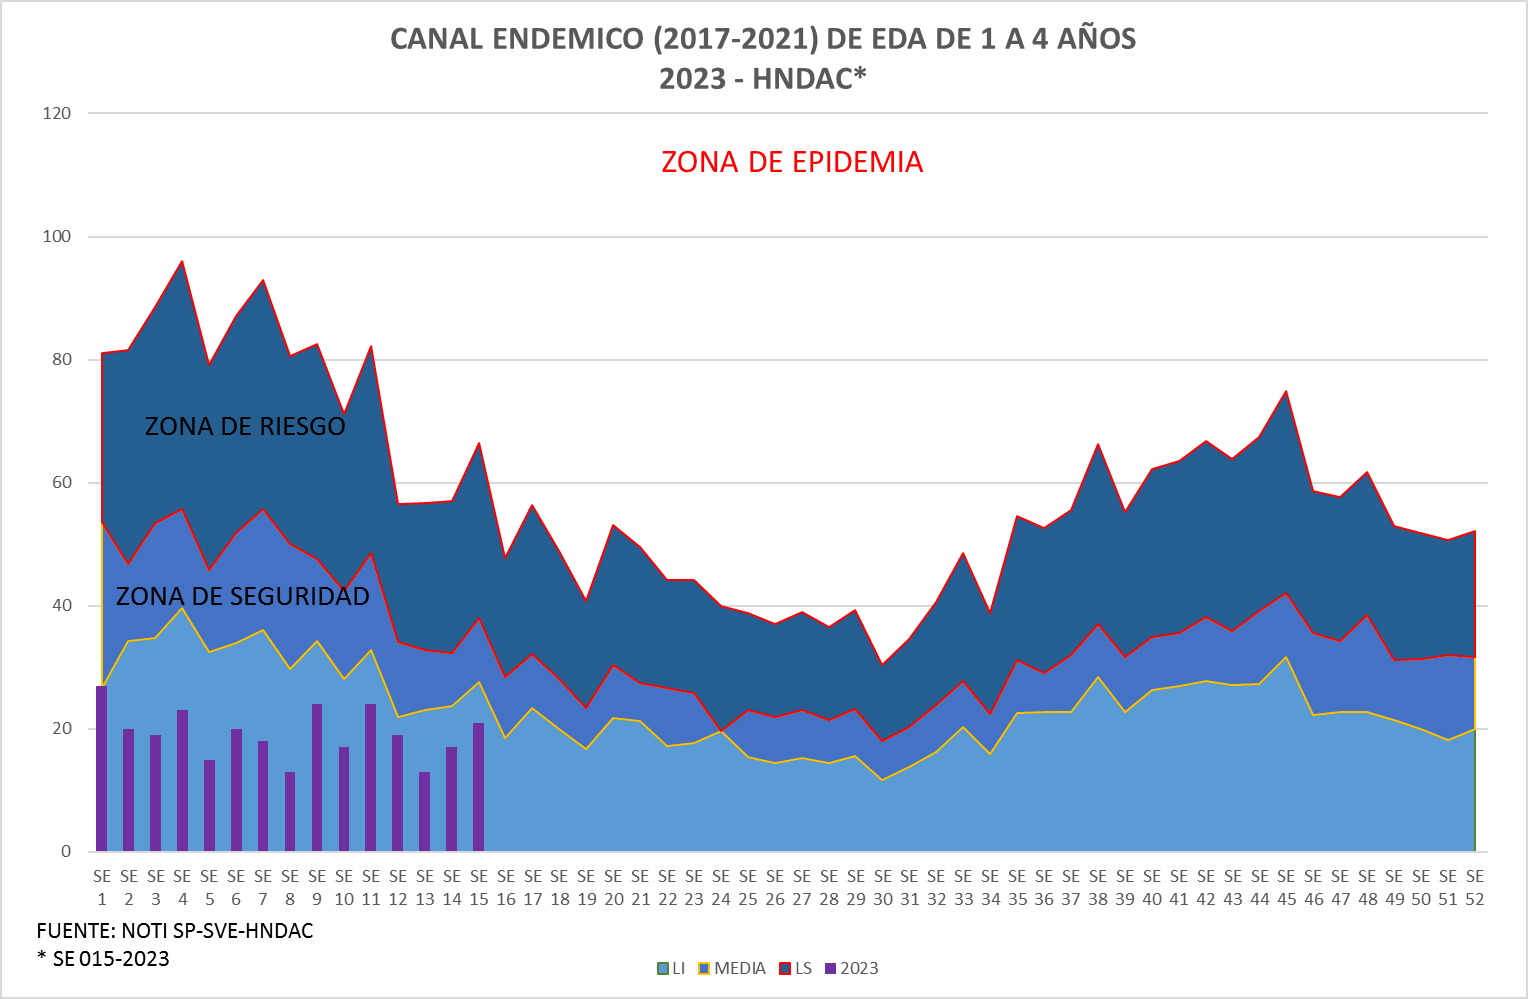 CANAL ENDEMICO (2017-2021) DE EDA DE 1 A 4 AÑOS
2023 - HNDAC*
120
ZONA DE EPIDEMIA
100
80
ZONA DE RIESGO
60
ZONA DE SEGURIDAD
40
20
0
SE 1 SE 2 SE 3 SE 4 SE 5 SE 6 SE 7 SE 8 SE 9 SE 10 SE 11 SE 12 SE 13 SE 14 SE 15 SE 16 SE 17 SE 18 SE 19 SE 20 SE 21 SE 22 SE 23 SE 24 SE 25 SE 26 SE 27 SE 28 SE 29 SE 30 SE 31 SE 32 SE 33 SE 34 SE 35 SE 36 SE 37 SE 38 SE 39 SE 40 SE 41 SE 42 SE 43 SE 44 SE 45 SE 46 SE 47 SE 48 SE 49 SE 50 SE 51 SE 52
FUENTE: NOTI SP-SVE-HNDAC
* SE 015-2023
LI MEDIA LS 2023